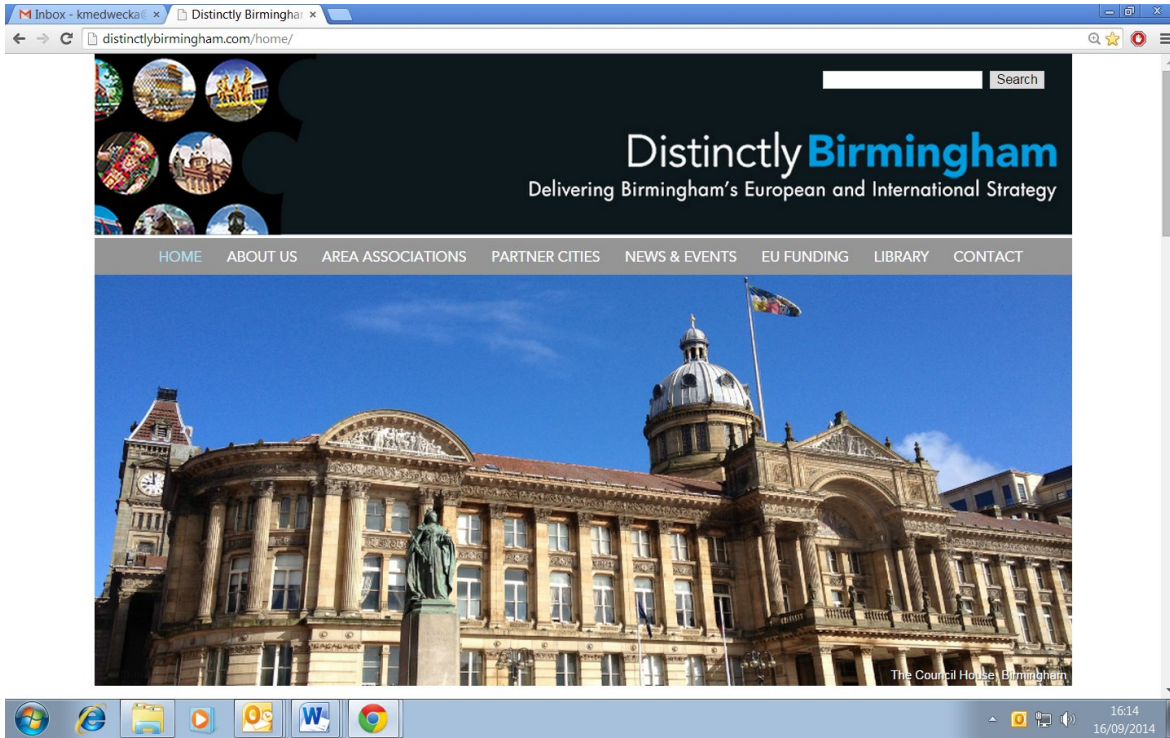 Inbox - kmedwecka@
Distinctly Birmingha
distinctlybirmingham.com/home/
Search
Distinctly Birmingham
Delivering Birmingham's European and International Strategy
HOME ABOUT US AREA ASSOCIATIONS PARTNER CITIES NEWS & EVENTS EU FUNDING LIBRARY CONTACT
The Council House, Birmingham
16:14
16/09/2014